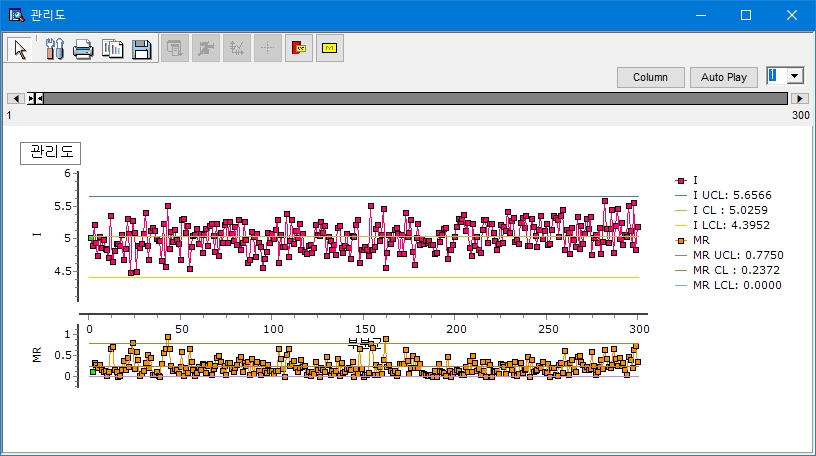 관리도
Column
Auto Play
1
1
300
관리도
I
6
5.5
5
4.5
0
50
100
150
200
250
300
MR
1
0.5
0
I
I UCL: 5.6566
I CL : 5.0259
I LCL: 4.3952
MR
MR UCL: 0.7750
MR CL : 0.2372
MR LCL: 0.0000